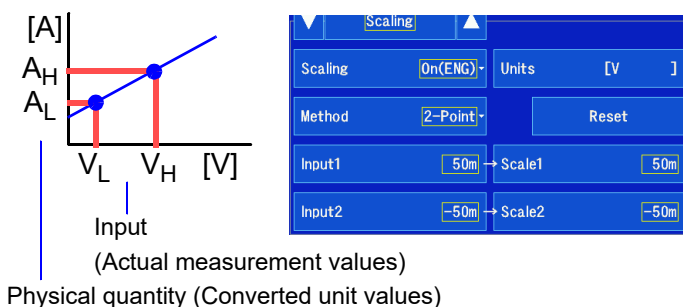 [A]
A_H
A_L
V_L
V_H
[V]
Input
(Actual measurement values)
Physical quantity (Converted unit values)
Scaling
Scaling On(ENG)
Units [V ]
Method 2-Point
Reset
Input1 50m → Scale1 50m
Input2 -50m → Scale2 -50m